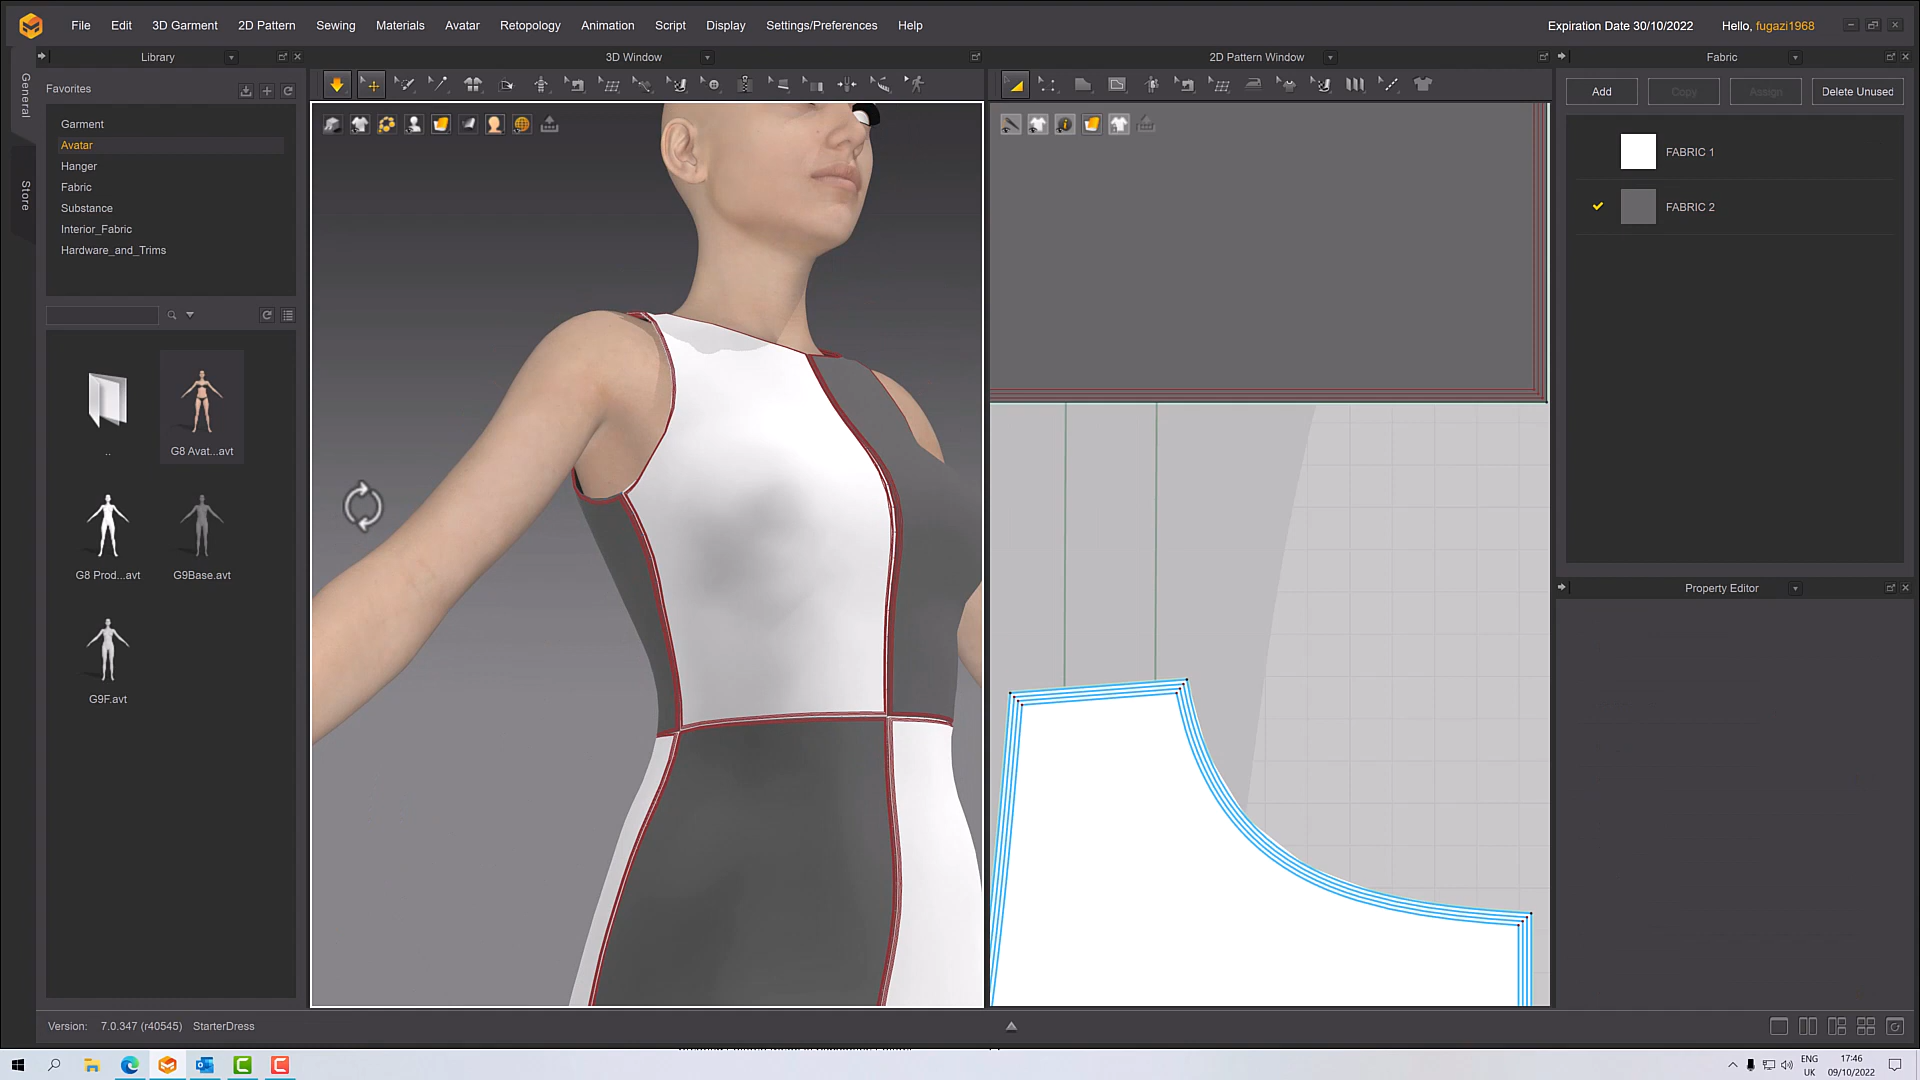 File Edit 3D Garment 2D Pattern Sewing Materials Avatar Retopology Animation Script Display Settings/Preferences Help Expiration Date 30/10/2022 Hello, fugazi1968
Library 3D Window 2D Pattern Window Fabric
General
Store
Favorites
Garment
Avatar
Hanger
Fabric
Substance
Interior_Fabric
Hardware_and_Trims
..
G8 Avat...avt
G8 Prod...avt
G9Base.avt
G9F.avt
Add Copy Assign Delete Unused
FABRIC 1
FABRIC 2
Property Editor
Version: 7.0.347 (r40545) StarterDress
ENG
UK
17:46
09/10/2022